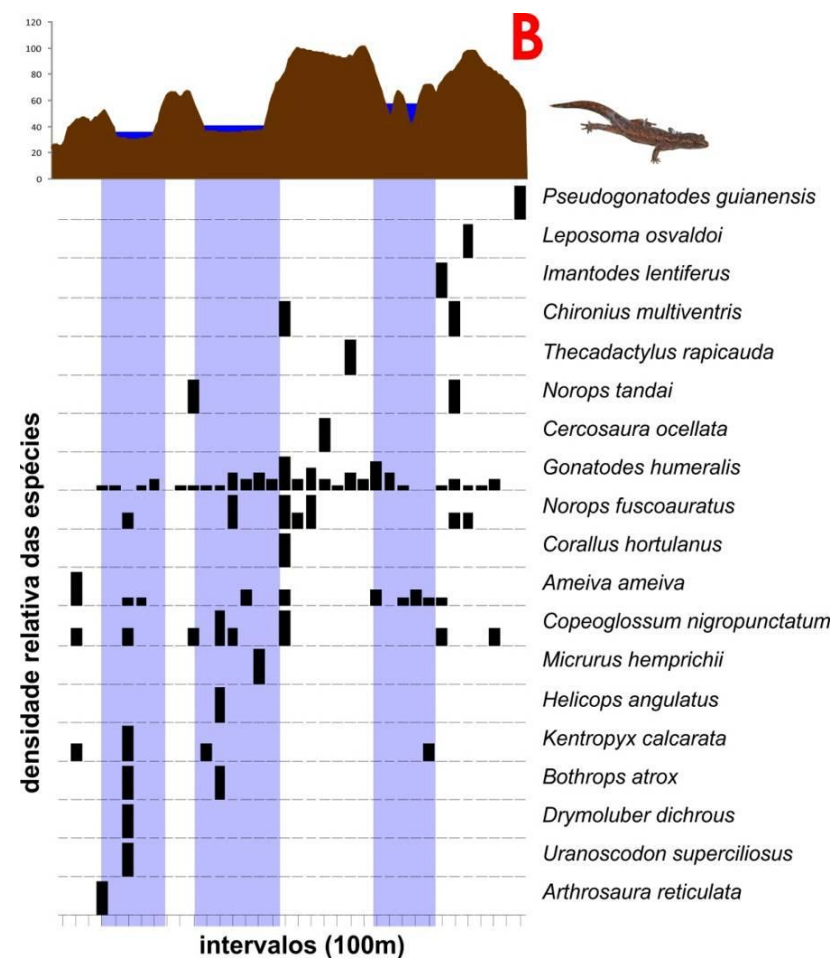 B
120
100
80
60
40
20
0
Pseudogonatodes guianensis
Leposoma osvaldoi
Imantodes lentiferus
Chironius multiventris
Thecadactylus rapicauda
Norops tandai
Cercosaura ocellata
Gonatodes humeralis
Norops fuscoauratus
Corallus hortulanus
Ameiva ameiva
Copeoglossum nigropunctatum
Micrurus hemprichii
Helicops angulatus
Kentropyx calcarata
Bothrops atrox
Drymoluber dichrous
Uranoscodon superciliosus
Arthrosaura reticulata
densidade relativa das espécies
intervalos (100m)